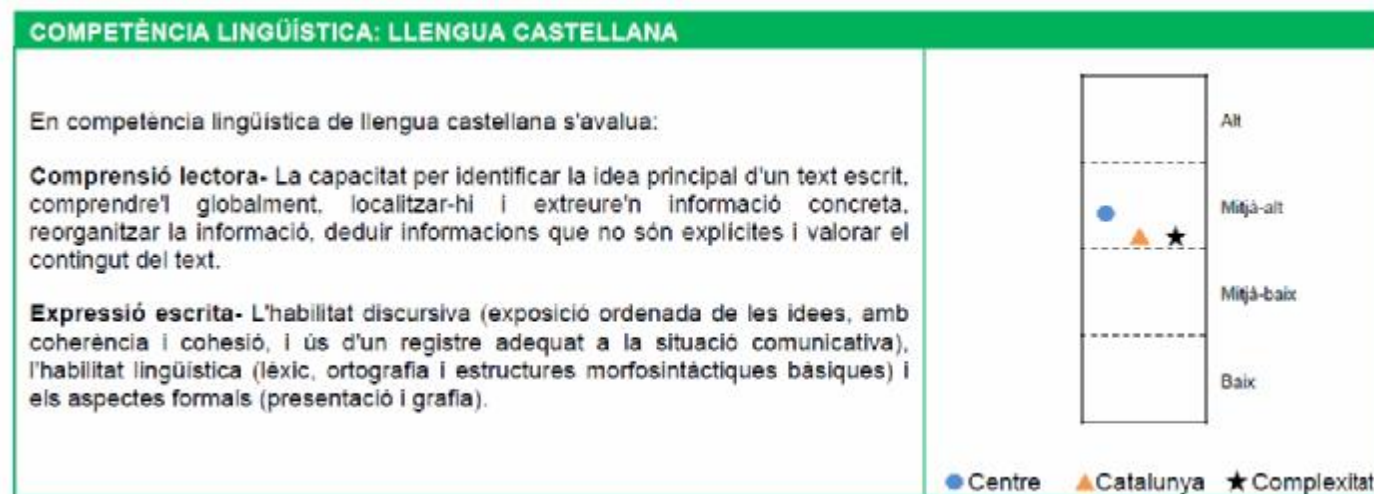 COMPETÈNCIA LINGÜÍSTICA: LLENGUA CASTELLANA
En competència lingüística de llengua castellana s'avalua:
Comprensió lectora- La capacitat per identificar la idea principal d'un text escrit,
comprendre'l globalment, localitzar-hi i extreure'n informació concreta,
reorganitzar la informació, deduir informacions que no són explícites i valorar el
contingut del text.
Expressió escrita- L'habilitat discursiva (exposició ordenada de les idees, amb
coherència i cohesió, i ús d'un registre adequat a la situació comunicativa),
l'habilitat lingüística (lèxic, ortografia i estructures morfosintàctiques bàsiques) i
els aspectes formals (presentació i grafia).
Alt
Mitjà-alt
Mitjà-baix
Baix
Centre Catalunya Complexitat